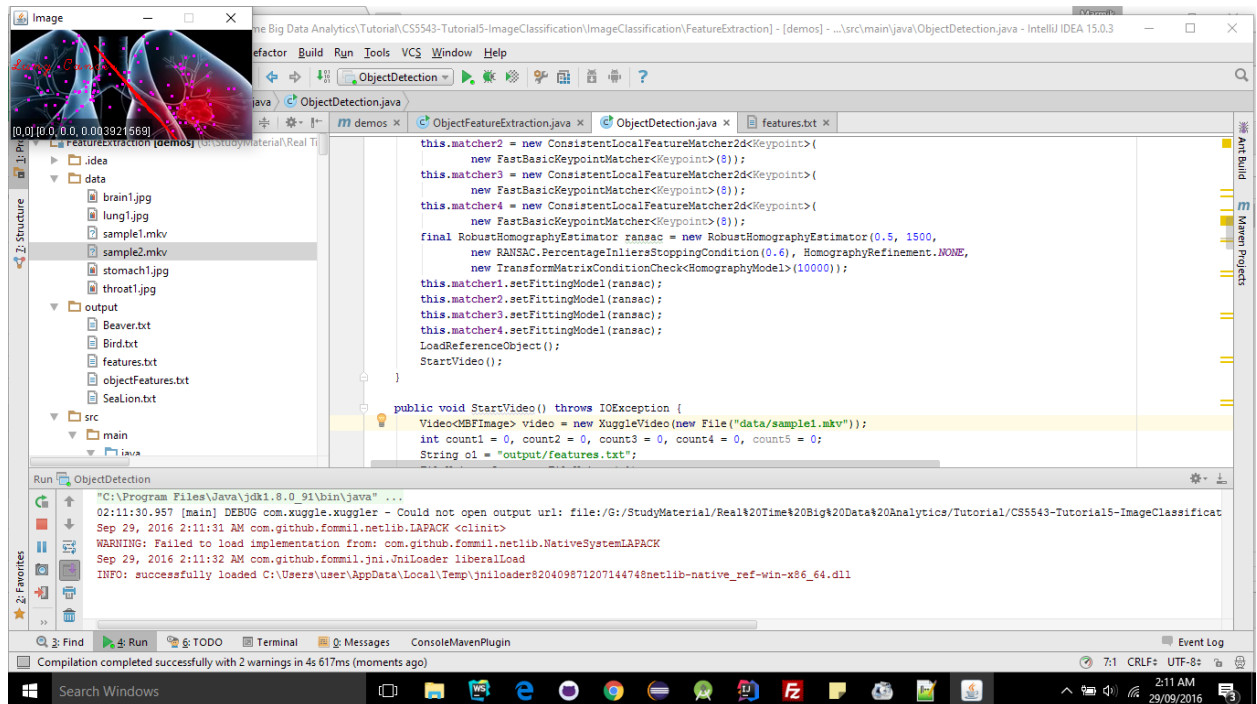 Image
me Big Data Analytics\Tutorial\CS5543-Tutorial5-ImageClassification\ImageClassification\FeatureExtraction] - [demos] - ...\src\main\java\ObjectDetection.java - IntelliJ IDEA 15.0.3
efactor Build Run Tools VCS Window Help
ObjectDetection
java ObjectDetection.java
[0,0] [0.0, 0.0, 0.003921569]
m demos × ObjectFeatureExtraction.java × ObjectDetection.java × features.txt ×
FeatureExtraction [demos] (G:\StudyMaterial\Real Ti
.idea
data
brain1.jpg
lung1.jpg
sample1.mkv
sample2.mkv
stomach1.jpg
throat1.jpg
output
Beaver.txt
Bird.txt
features.txt
objectFeatures.txt
SeaLion.txt
src
main
java
this.matcher2 = new ConsistentLocalFeatureMatcher2d<Keypoint>(
new FastBasicKeypointMatcher<Keypoint>(8));
this.matcher3 = new ConsistentLocalFeatureMatcher2d<Keypoint>(
new FastBasicKeypointMatcher<Keypoint>(8));
this.matcher4 = new ConsistentLocalFeatureMatcher2d<Keypoint>(
new FastBasicKeypointMatcher<Keypoint>(8));
final RobustHomographyEstimator ransac = new RobustHomographyEstimator(0.5, 1500,
new RANSAC.PercentageInliersStoppingCondition(0.6), HomographyRefinement.NONE,
new TransformMatrixConditionCheck<HomographyModel>(10000));
this.matcher1.setFittingModel(ransac);
this.matcher2.setFittingModel(ransac);
this.matcher3.setFittingModel(ransac);
this.matcher4.setFittingModel(ransac);
LoadReferenceObject();
StartVideo();
}
public void StartVideo() throws IOException {
Video<MBFImage> video = new XuggleVideo(new File("data/sample1.mkv"));
int count1 = 0, count2 = 0, count3 = 0, count4 = 0, count5 = 0;
String o1 = "output/features.txt";
Ant Build
m Maven Projects
1: Pro
7: Structure
2: Favorites
Run ObjectDetection
"C:\Program Files\Java\jdk1.8.0_91\bin\java" ...
02:11:30.957 [main] DEBUG com.xuggle.xuggler - Could not open output url: file:/G:/StudyMaterial/Real%20Time%20Big%20Data%20Analytics/Tutorial/CS5543-Tutorial5-ImageClassificat
Sep 29, 2016 2:11:31 AM com.github.fommil.netlib.LAPACK <clinit>
WARNING: Failed to load implementation from: com.github.fommil.netlib.NativeSystemLAPACK
Sep 29, 2016 2:11:32 AM com.github.fommil.jni.JniLoader liberalLoad
INFO: successfully loaded C:\Users\user\AppData\Local\Temp\jniloader820409871207144748netlib-native_ref-win-x86_64.dll
3: Find 4: Run 6: TODO Terminal 0: Messages ConsoleMavenPlugin Event Log
Compilation completed successfully with 2 warnings in 4s 617ms (moments ago) 7:1 CRLF UTF-8
Search Windows
WS
2:11 AM
29/09/2016
3